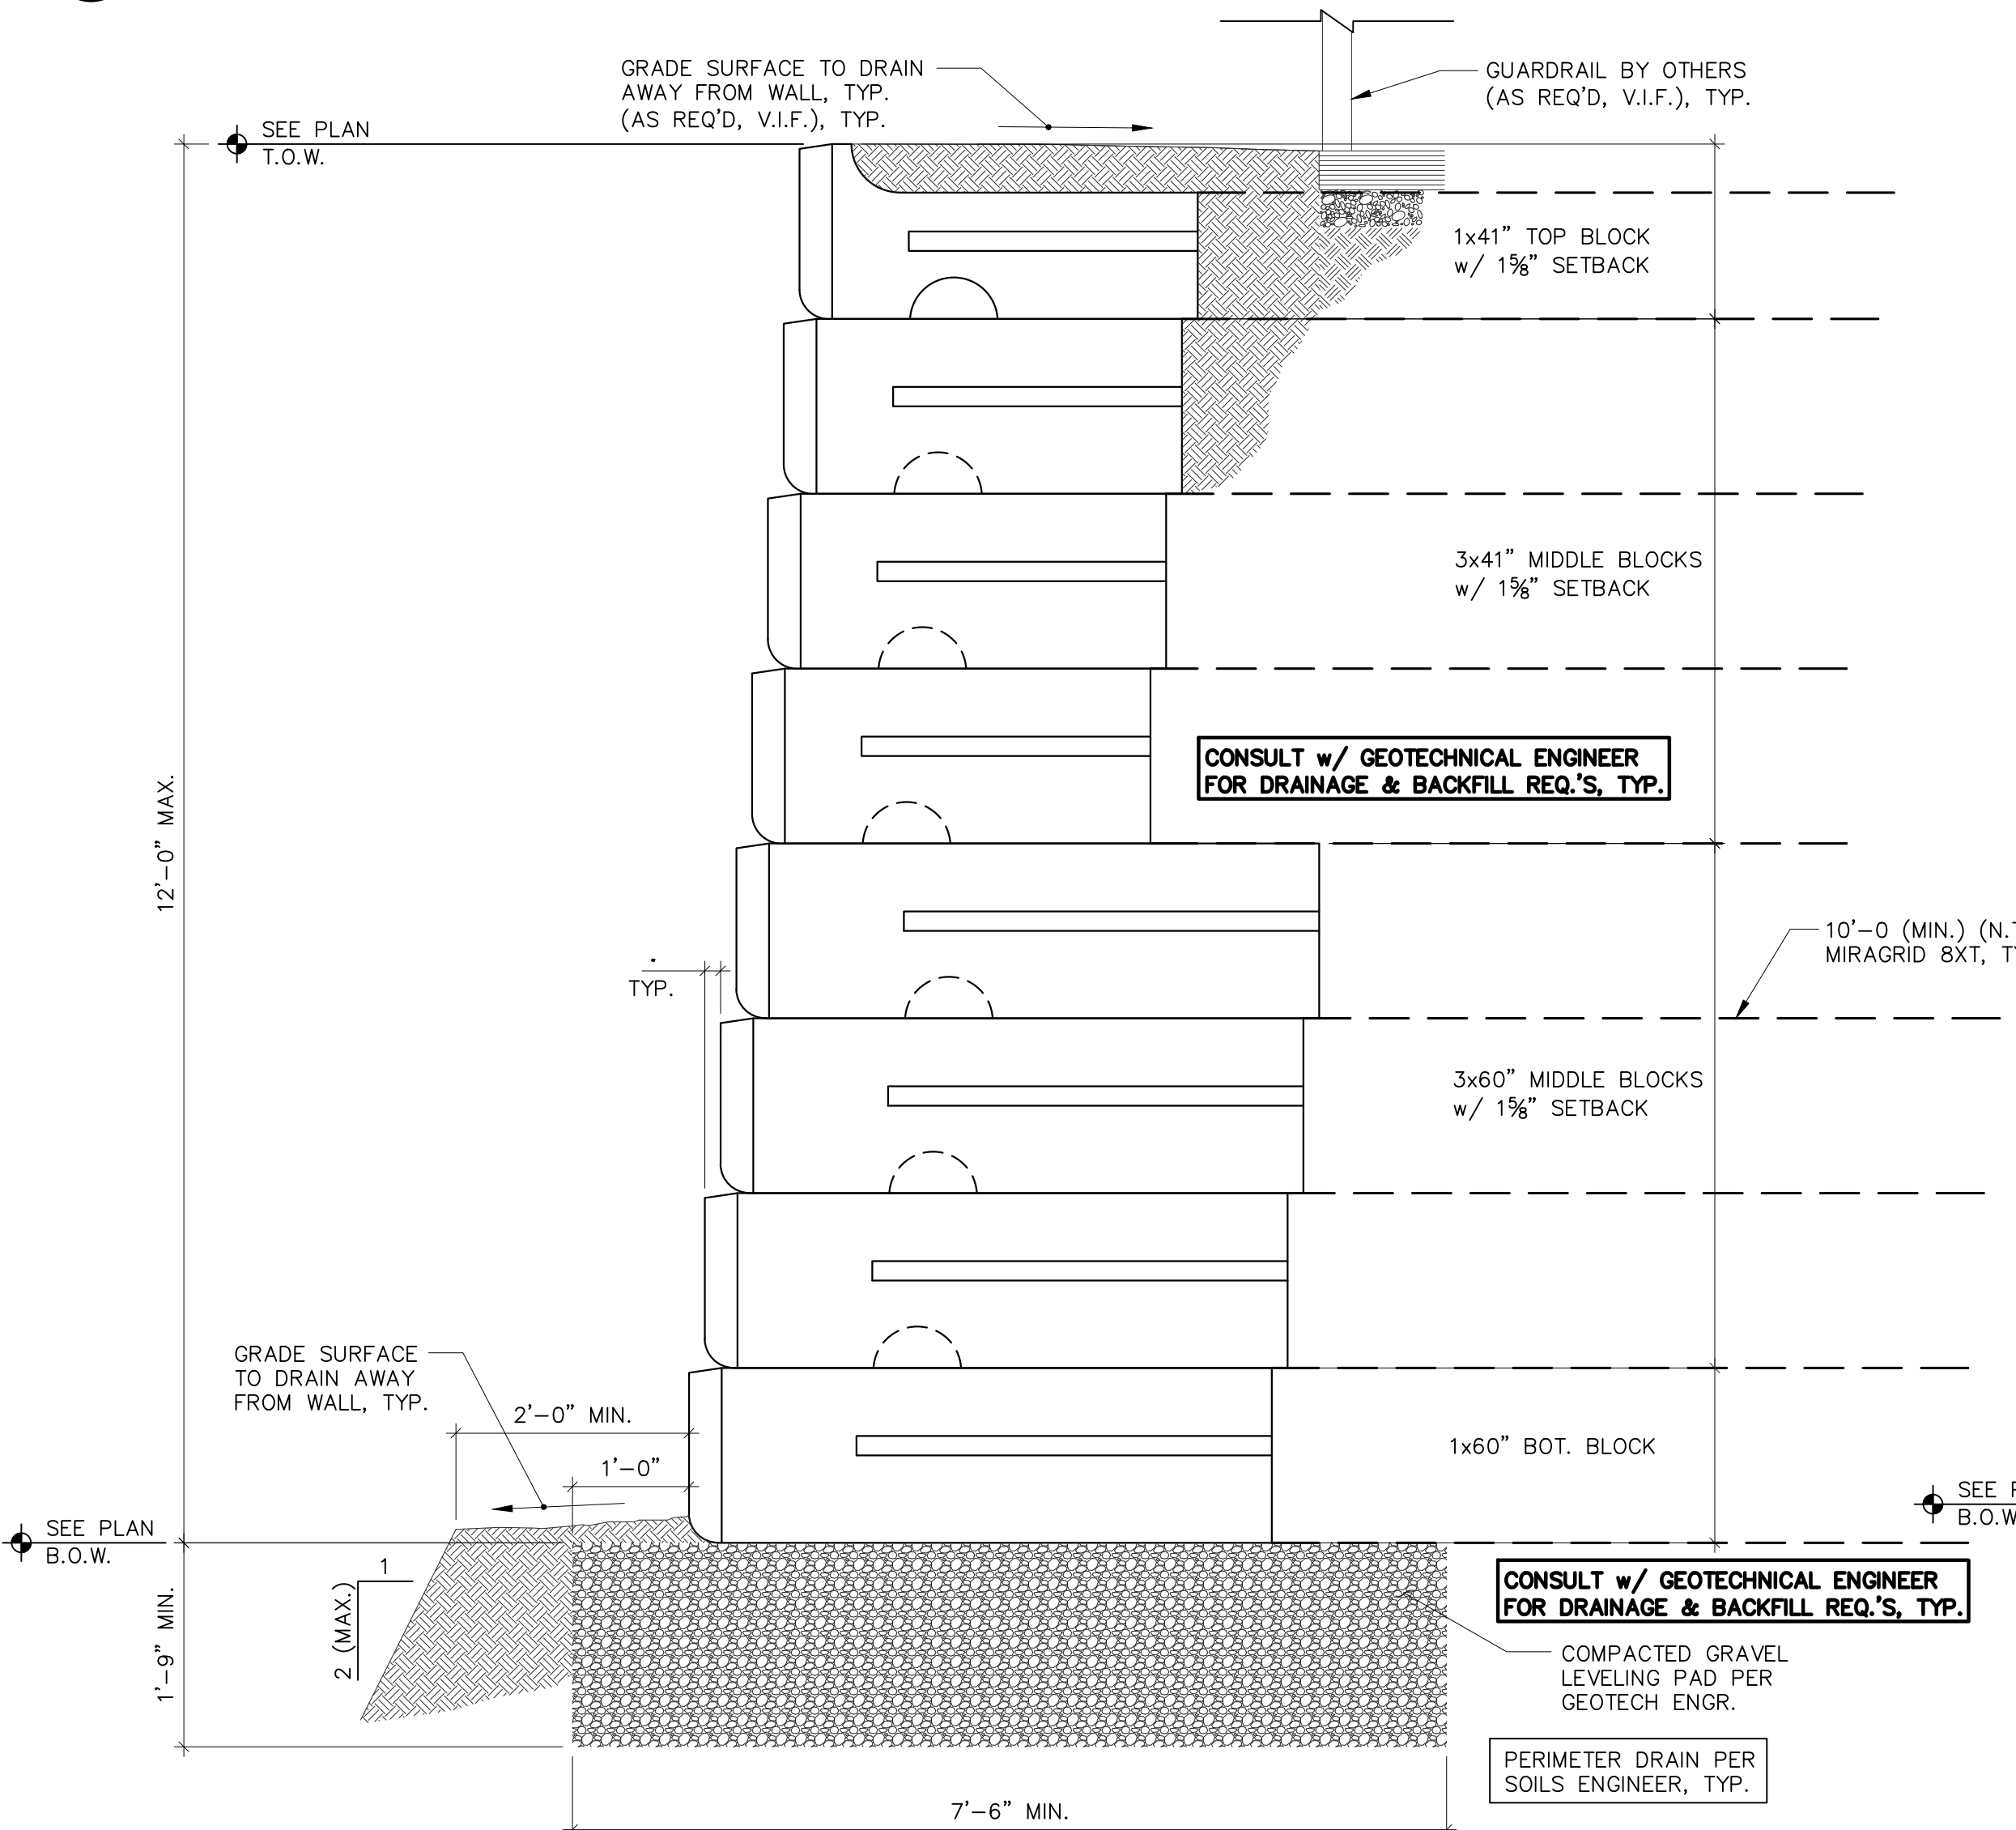 GRADE SURFACE TO DRAIN
AWAY FROM WALL, TYP.
(AS REQ'D, V.I.F.), TYP.
GUARDRAIL BY OTHERS
(AS REQ'D, V.I.F.), TYP.
SEE PLAN
T.O.W.
1x41" TOP BLOCK
w/ 1⅝" SETBACK
3x41" MIDDLE BLOCKS
w/ 1⅝" SETBACK
CONSULT w/ GEOTECHNICAL ENGINEER
FOR DRAINAGE & BACKFILL REQ.'S, TYP.
12'-0" MAX.
10'-0 (MIN.)
MIRAGRID 8XT,
TYP.
3x60" MIDDLE BLOCKS
w/ 1⅝" SETBACK
GRADE SURFACE
TO DRAIN AWAY
FROM WALL, TYP.
2'-0" MIN.
1'-0"
1x60" BOT. BLOCK
SEE PLAN
B.O.W.
SEE
B.O.W
1
2 (MAX.)
1'-9" MIN.
CONSULT w/ GEOTECHNICAL ENGINEER
FOR DRAINAGE & BACKFILL REQ.'S, TYP.
COMPACTED GRAVEL
LEVELING PAD PER
GEOTECH ENGR.
PERIMETER DRAIN PER
SOILS ENGINEER, TYP.
7'-6" MIN.